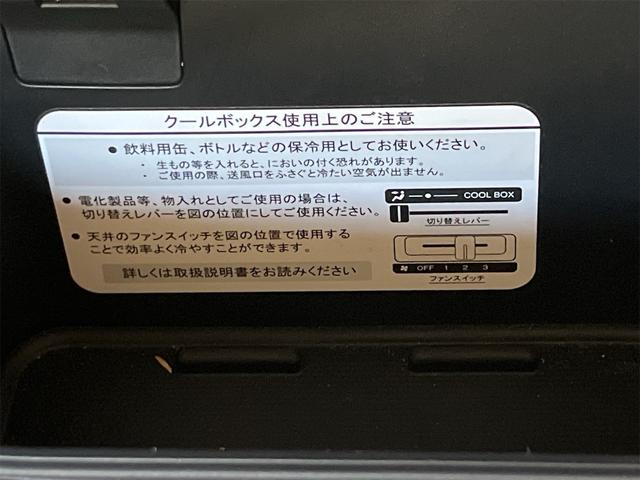 クールボックス使用上のご注意
● 飲料用缶、ボトルなどの保冷用としてお使いください。
・ 生もの等を入れると、においの付く恐れがあります。
・ ご使用の際、送風口をふさぐと冷たい空気が出ません。
● 電化製品等、物入れとしてご使用の場合は、
切り替えレバーを図の位置にしてご使用ください。
COOL BOX
切り替えレバー
● 天井のファンスイッチを図の位置で使用する
ことで効率よく冷やすことができます。
OFF 1 2 3
ファンスイッチ
詳しくは取扱説明書をお読みください